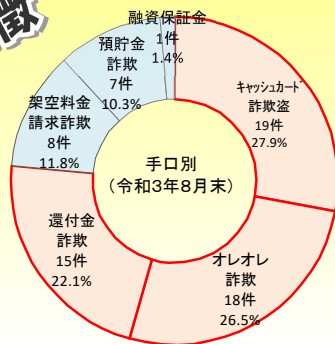 徴
融資保証金
1件
1.4%
預貯金
詐欺
7件
10.3%
架空料金
請求詐欺
8件
11.8%
キャッシュカード
詐欺盗
19件
27.9%
手口別
(令和3年8月末)
還付金
詐欺
15件
22.1%
オレオレ
詐欺
18件
26.5%